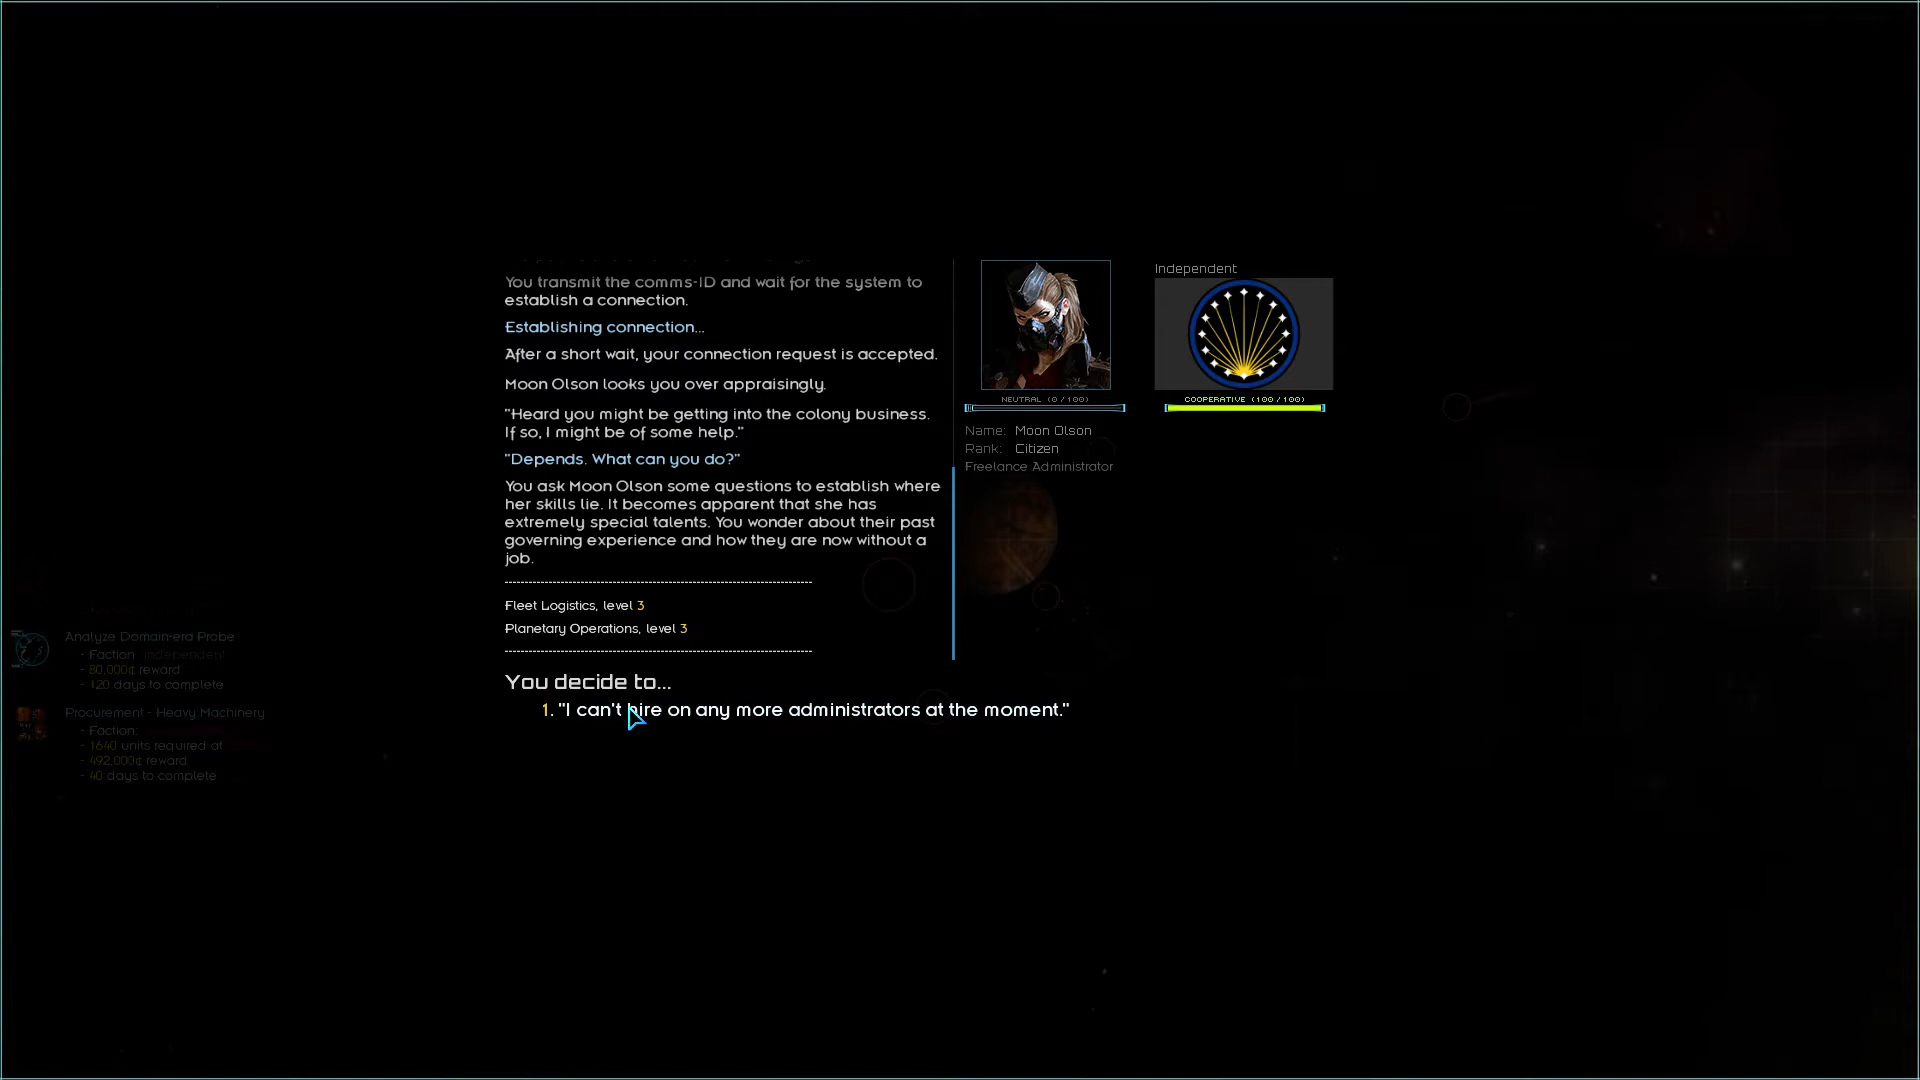 You transmit the comms-ID and wait for the system to
establish a connection.
Establishing connection...
After a short wait, your connection request is accepted.
Moon Olson looks you over appraisingly.
"Heard you might be getting into the colony business.
If so, I might be of some help."
"Depends. What can you do?"
You ask Moon Olson some questions to establish where
her skills lie. It becomes apparent that she has
extremely special talents. You wonder about their past
governing experience and how they are now without a
job.
Fleet Logistics, level 3
Planetary Operations, level 3
You decide to...
1. "I can't hire on any more administrators at the moment."
NEUTRAL (0 / 100)
Name: Moon Olson
Rank: Citizen
Freelance Administrator
Independent
COOPERATIVE (100 / 100)
Analyze Domain-era Probe
- Faction: Independent
- 80,000¢ reward
- 120 days to complete
Procurement - Heavy Machinery
- Faction:
- 1640 units required at
- 492,000¢ reward
- 40 days to complete